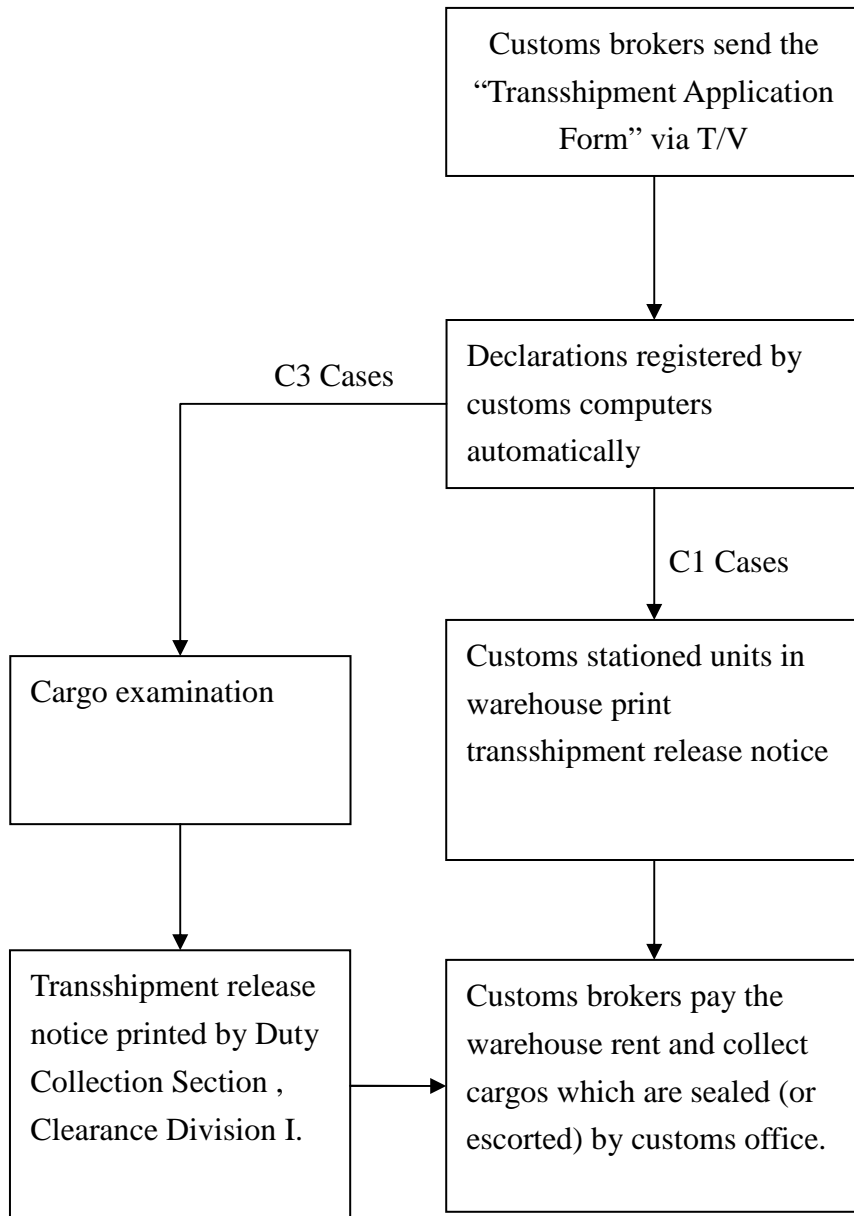 Customs brokers send the
“Transshipment Application
Form” via T/V
Declarations registered by
customs computers
automatically
C3 Cases
C1 Cases
Cargo examination
Customs stationed units in
warehouse print
transshipment release notice
Transshipment release
notice printed by Duty
Collection Section ,
Clearance Division I.
Customs brokers pay the
warehouse rent and collect
cargos which are sealed (or
escorted) by customs office.